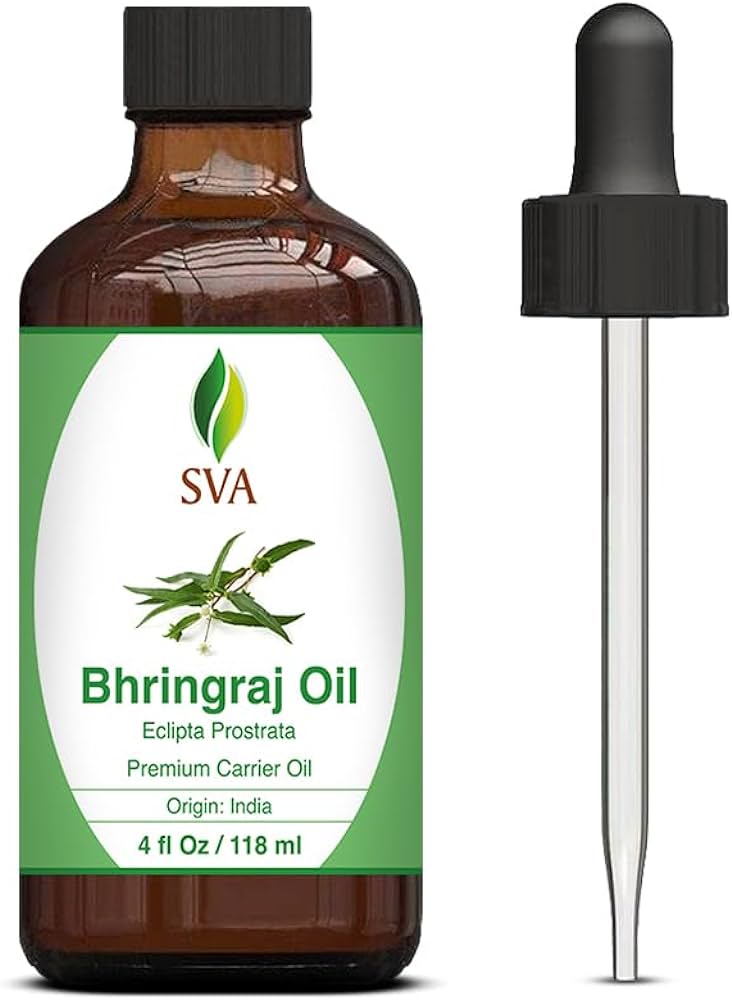 SVA
Bhringraj Oil
Eclipta Prostrata
Premium Carrier Oil
Origin: India
4 fl Oz / 118 ml